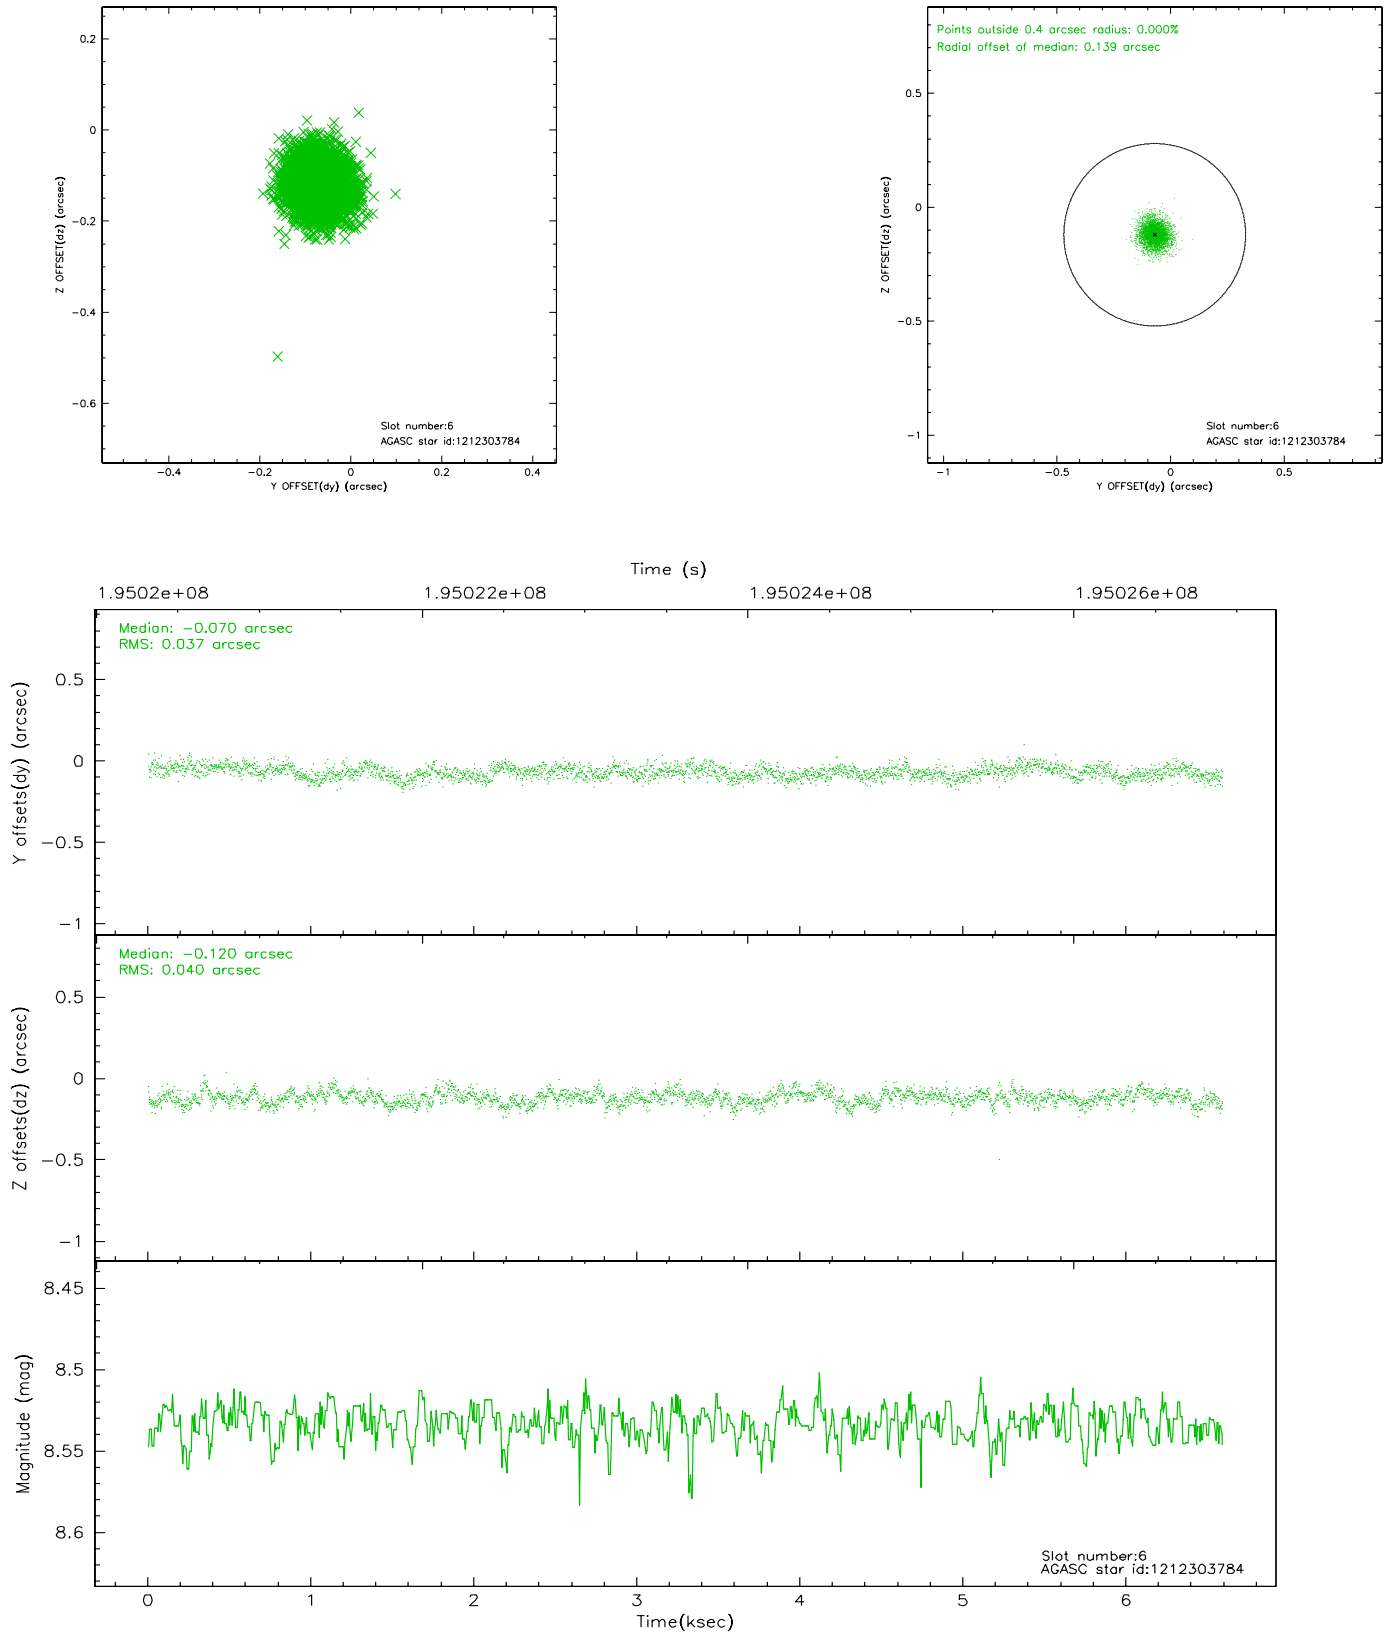 0.2
0
−0.2
−0.4
−0.6
Z OFFSET(dz) (arcsec)
Slot number:6
AGASC star id:1212303784
−0.4 −0.2 0 0.2 0.4
Y OFFSET(dy) (arcsec)
Points outside 0.4 arcsec radius: 0.000%
Radial offset of median: 0.139 arcsec
0.5
0
−0.5
−1
Z OFFSET(dz) (arcsec)
Slot number:6
AGASC star id:1212303784
−1 −0.5 0 0.5
Y OFFSET(dy) (arcsec)
Time (s)
1.9502e+08 1.95022e+08 1.95024e+08 1.95026e+08
Median: −0.070 arcsec
RMS: 0.037 arcsec
0.5
0
−0.5
−1
Y offsets(dy) (arcsec)
Median: −0.120 arcsec
RMS: 0.040 arcsec
0.5
0
−0.5
−1
Z offsets(dz) (arcsec)
8.45
8.5
8.55
8.6
Magnitude (mag)
Slot number:6
AGASC star id:1212303784
0 1 2 3 4 5 6
Time(ksec)